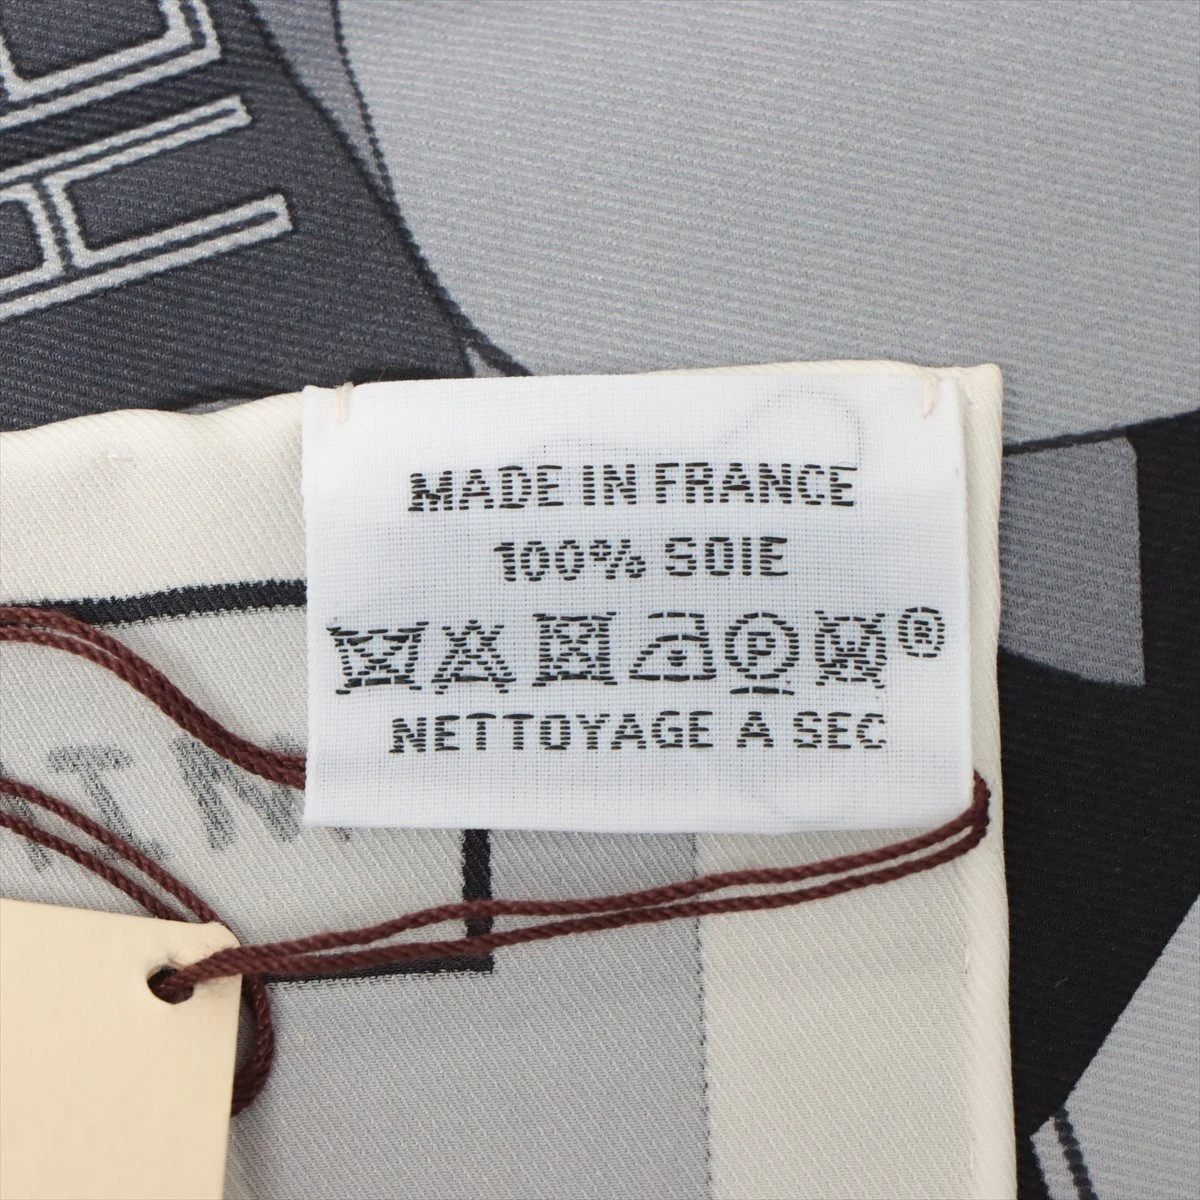 MADE IN FRANCE
100% SOIE
P W ®
NETTOYAGE A SEC